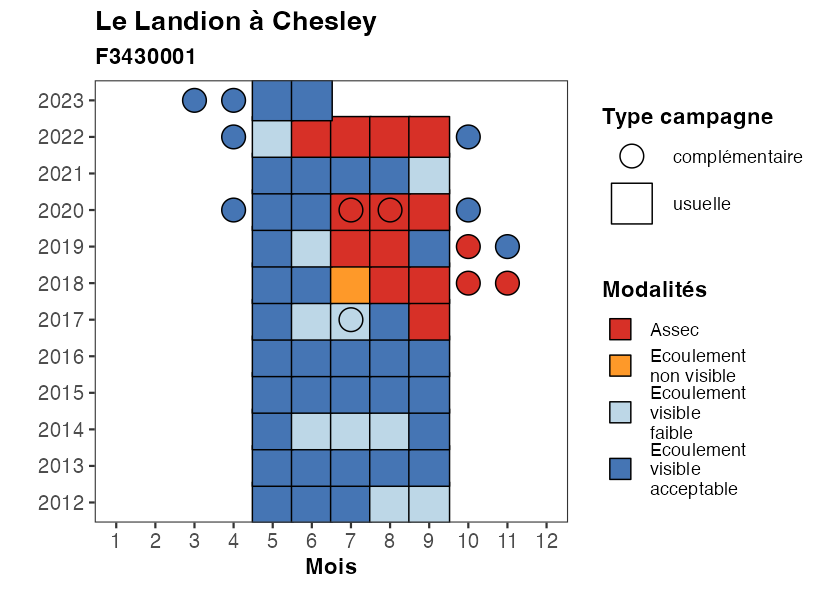 Le Landion à Chesley
F3430001
2023
2022
2021
2020
2019
2018
2017
2016
2015
2014
2013
2012
1 2 3 4 5 6 7 8 9 10 11 12
Mois
Type campagne
complémentaire
usuelle
Modalités
Assec
Ecoulement
non visible
Ecoulement
visible
faible
Ecoulement
visible
acceptable